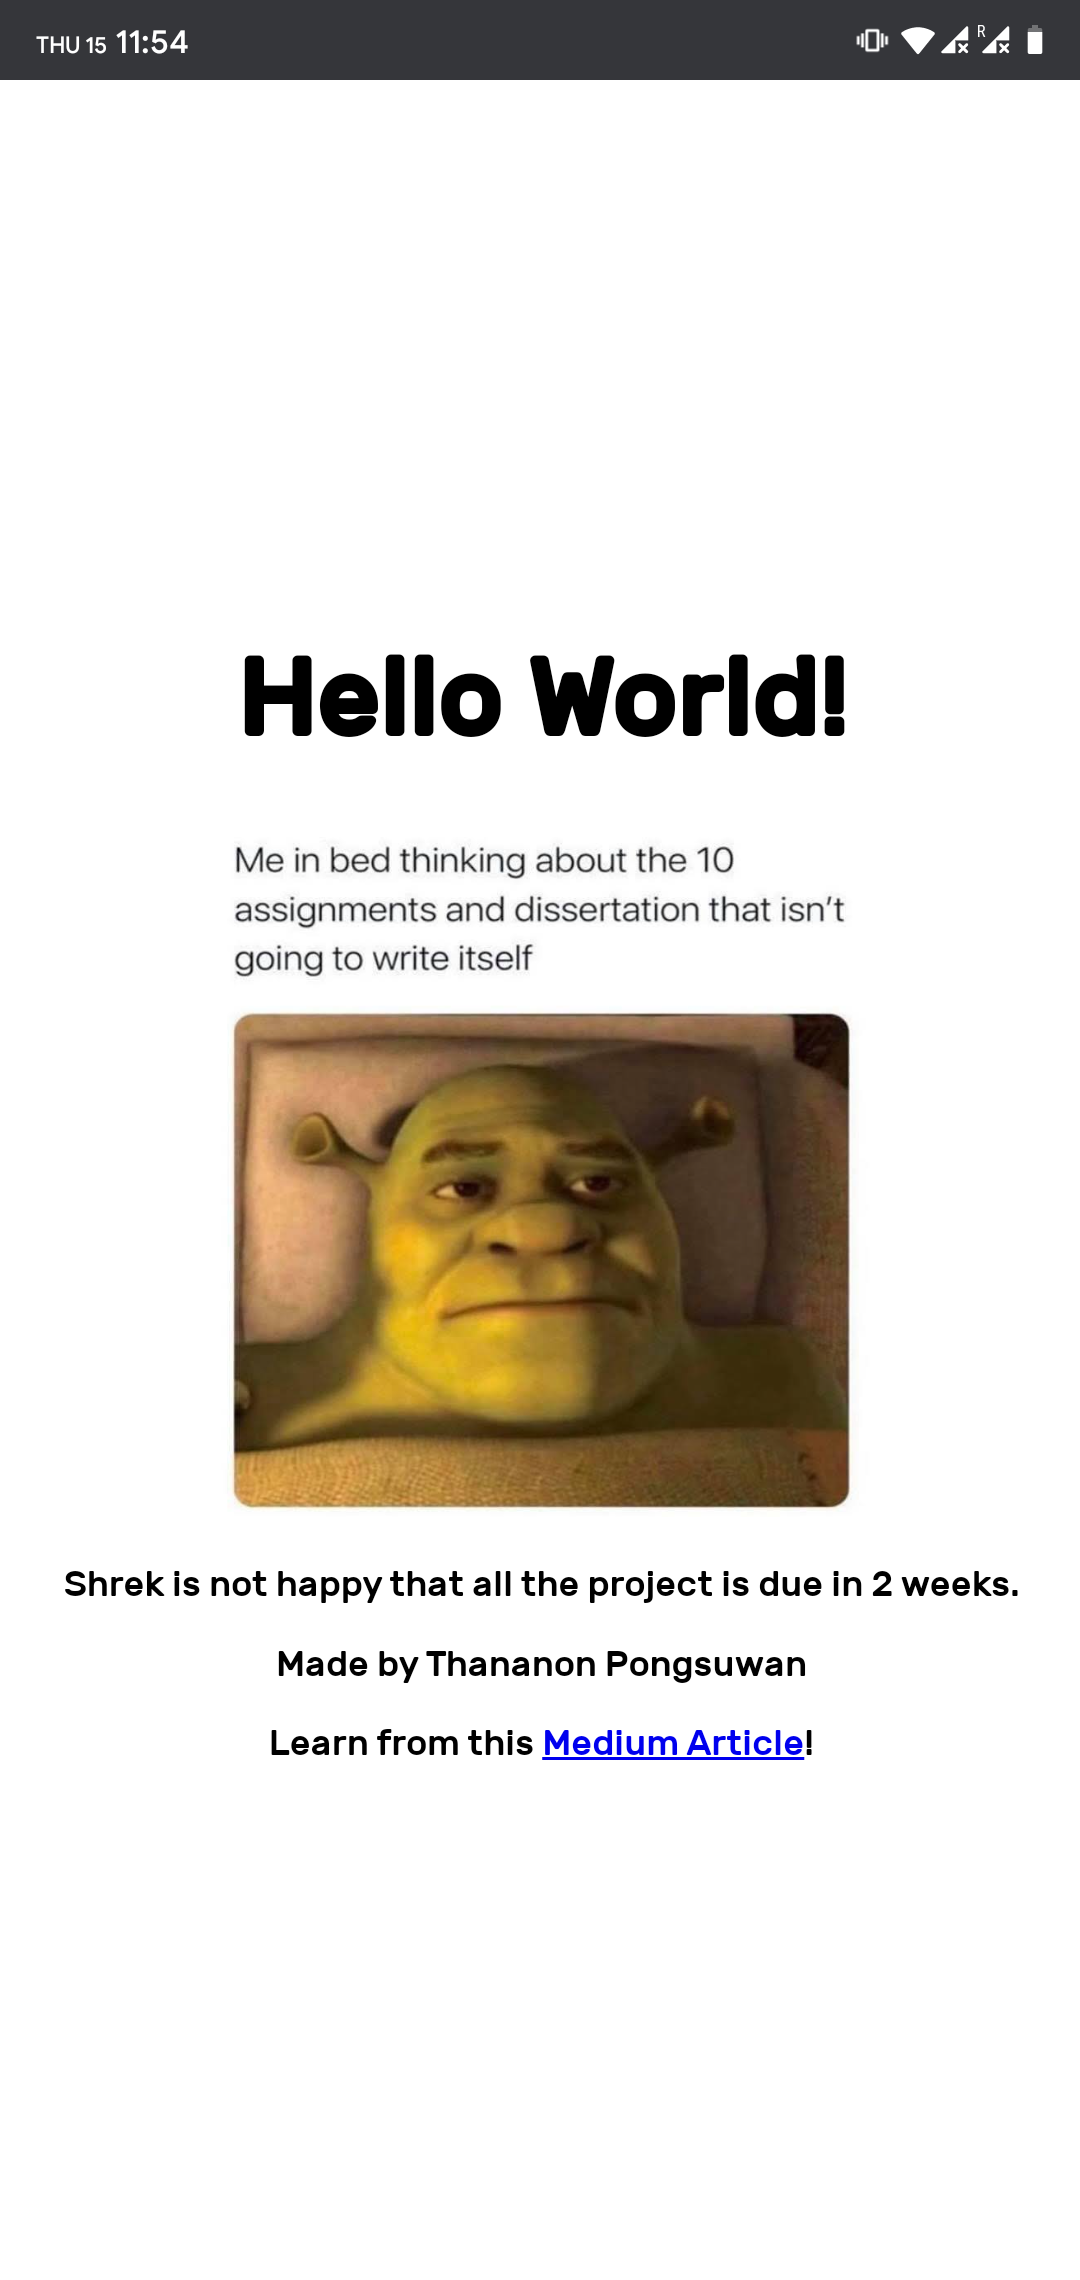 THU 15 11:54
R
Hello World!
Me in bed thinking about the 10
assignments and dissertation that isn't
going to write itself
Shrek is not happy that all the project is due in 2 weeks.
Made by Thananon Pongsuwan
Learn from this Medium Article!